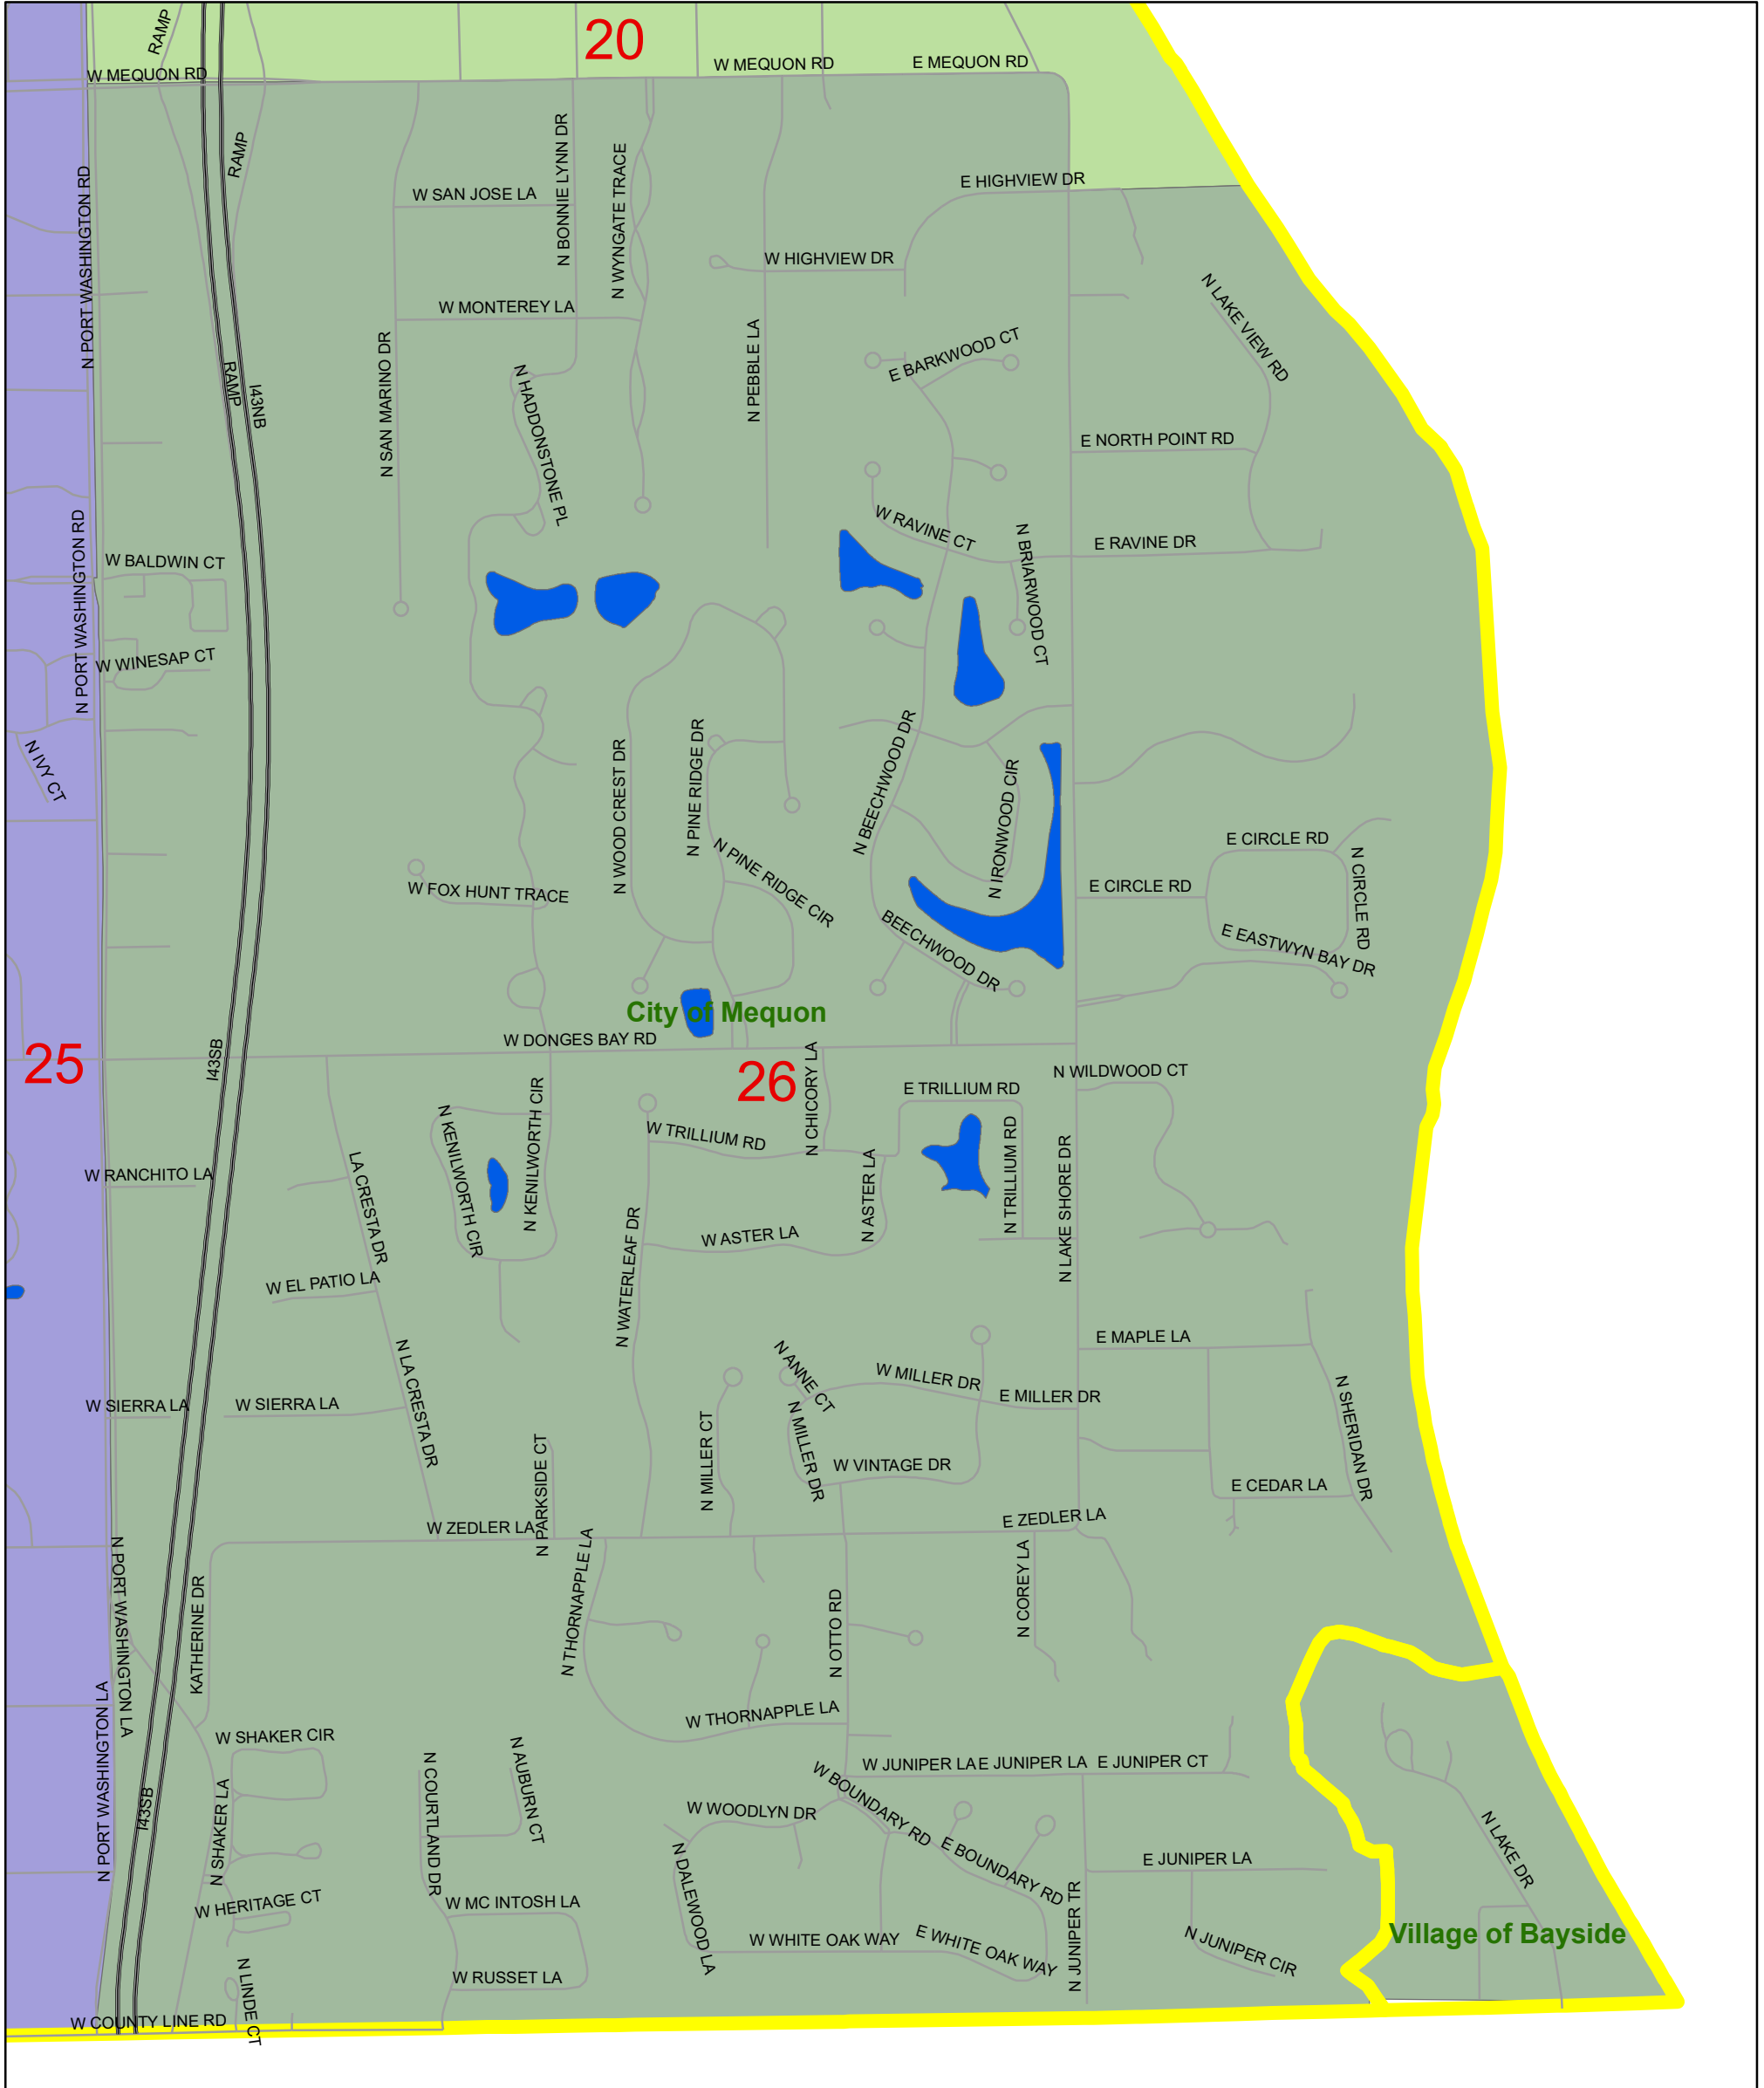 RAMP
20
W MEQUON RD
W MEQUON RD
E MEQUON RD
RAMP
N PORT WASHINGTON RD
W SAN JOSE LA
N BONNIE LYNN DR
N WYNGATE TRACE
E HIGHVIEW DR
W HIGHVIEW DR
W MONTEREY LA
N LAKE VIEW RD
N SAN MARINO DR
N PEBBLE LA
E BARKWOOD CT
RAMP
I43NB
N HADDONSTONE PL
E NORTH POINT RD
N PORT WASHINGTON RD
W BALDWIN CT
W RAVINE CT
N BRIARWOOD CT
E RAVINE DR
W WINESAP CT
N IVY CT
N WOOD CREST DR
N PINE RIDGE DR
N BEECHWOOD DR
N IRONWOOD CIR
N PINE RIDGE CIR
E CIRCLE RD
N CIRCLE RD
W FOX HUNT TRACE
E CIRCLE RD
BEECHWOOD DR
E EASTWYN BAY DR
City of Mequon
W DONGES BAY RD
25
I43SB
26
N CHICORY LA
N WILDWOOD CT
E TRILLIUM RD
N KENILWORTH CIR
N KENILWORTH CIR
W TRILLIUM RD
N TRILLIUM RD
N LAKE SHORE DR
W RANCHITO LA
LA CRESTA DR
N ASTER LA
W ASTER LA
N WATERLEAF DR
W EL PATIO LA
E MAPLE LA
N LA CRESTA DR
N ANNE CT
W MILLER DR
E MILLER DR
N SHERIDAN DR
W SIERRA LA
W SIERRA LA
N MILLER CT
N MILLER DR
W VINTAGE DR
E CEDAR LA
N PARKSIDE CT
W ZEDLER LA
E ZEDLER LA
N PORT WASHINGTON LA
KATHERINE DR
N THORNAPPLE LA
N OTTO RD
N COREY LA
W THORNAPPLE LA
N PORT WASHINGTON LA
W SHAKER CIR
N AUBURN CT
N COURTLAND DR
W JUNIPER LA
E JUNIPER LA
E JUNIPER CT
W BOUNDARY RD
I43SB
N SHAKER LA
W WOODLYN DR
E BOUNDARY RD
N DALEWOOD LA
E JUNIPER LA
N LAKE DR
W HERITAGE CT
W MC INTOSH LA
N JUNIPER TR
W WHITE OAK WAY
E WHITE OAK WAY
N JUNIPER CIR
Village of Bayside
N LINDE CT
W RUSSET LA
W COUNTY LINE RD